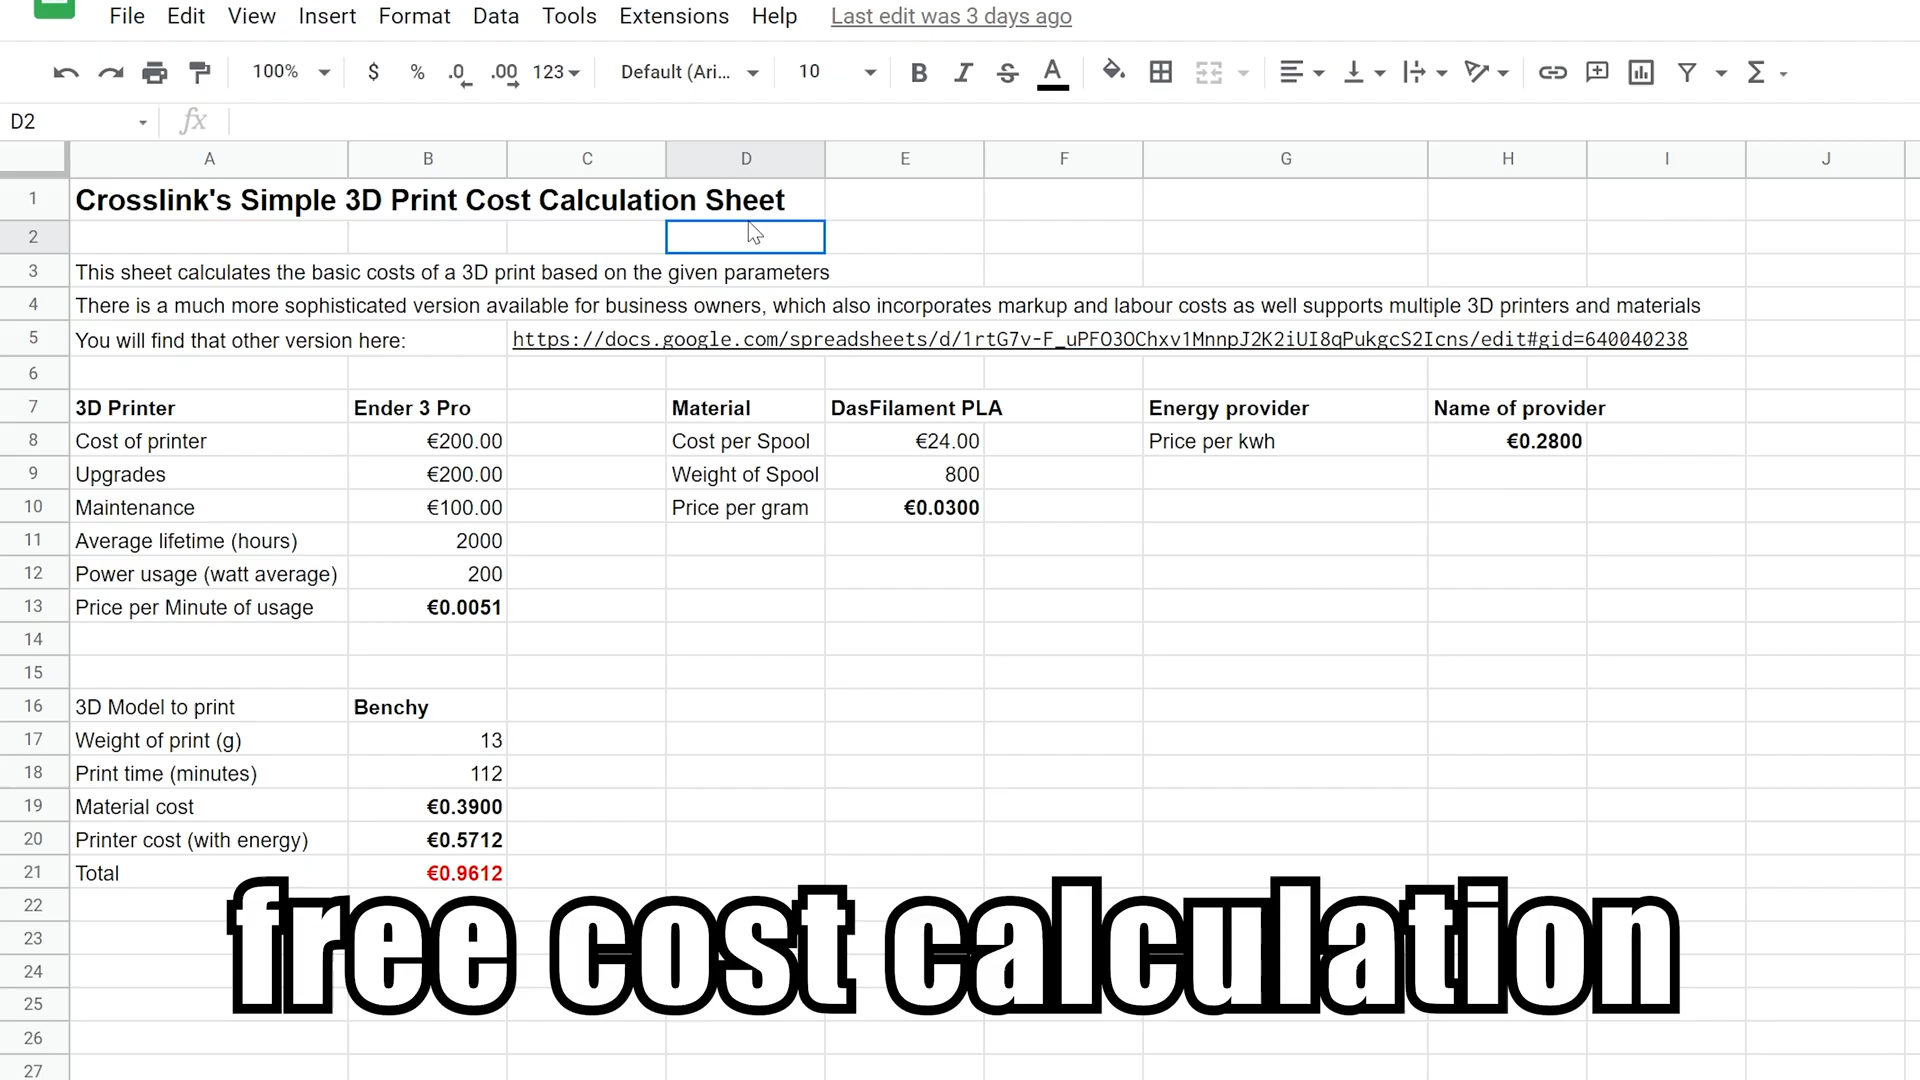 File Edit View Insert Format Data Tools Extensions Help Last edit was 3 days ago
100% $ % .0 .00 123 Default (Ari... 10 B I S A
D2 fx
A B C D E F G H I J
1 Crosslink's Simple 3D Print Cost Calculation Sheet
2
3 This sheet calculates the basic costs of a 3D print based on the given parameters
4 There is a much more sophisticated version available for business owners, which also incorporates markup and labour costs as well supports multiple 3D printers and materials
5 You will find that other version here: https://docs.google.com/spreadsheets/d/1rtG7v-F_uPFO3OChxv1MnnpJ2K2iUI8qPukgcS2Icns/edit#gid=640040238
6
7 3D Printer Ender 3 Pro Material DasFilament PLA Energy provider Name of provider
8 Cost of printer €200.00 Cost per Spool €24.00 Price per kwh €0.2800
9 Upgrades €200.00 Weight of Spool 800
10 Maintenance €100.00 Price per gram €0.0300
11 Average lifetime (hours) 2000
12 Power usage (watt average) 200
13 Price per Minute of usage €0.0051
14
15
16 3D Model to print Benchy
17 Weight of print (g) 13
18 Print time (minutes) 112
19 Material cost €0.3900
20 Printer cost (with energy) €0.5712
21 Total €0.9612
22
23
24
25
26
27
free cost calculation